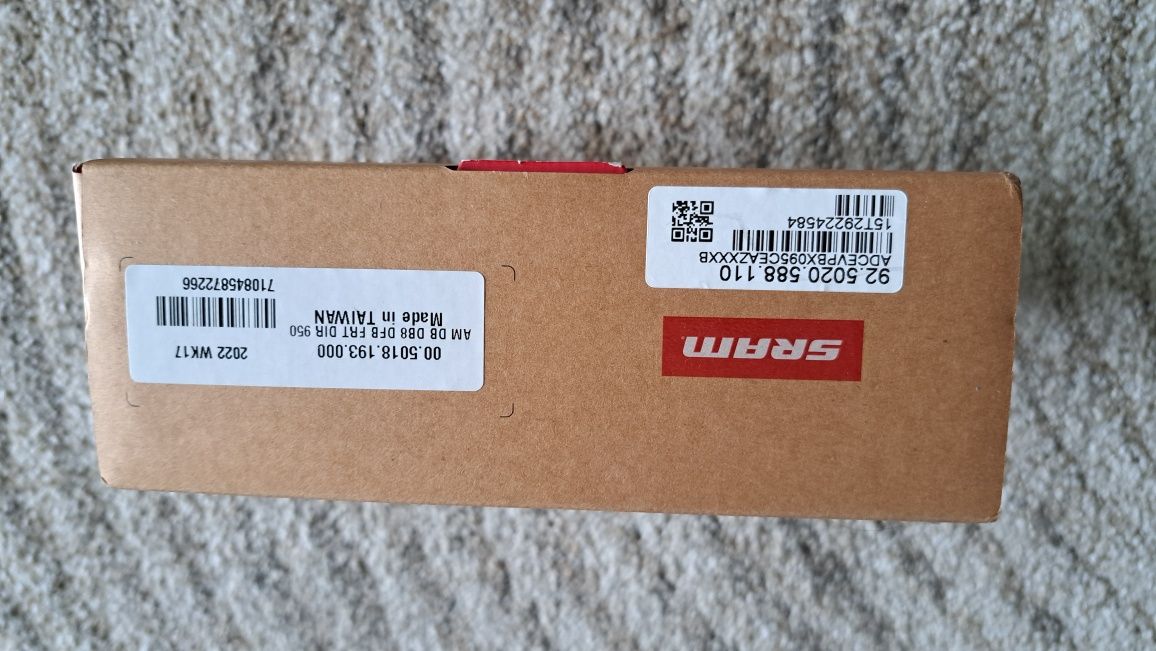 SRAM
92.5020.588.110
ADCEVPBX095CEAZXXXB
15T29224584
00.5018.193.000
2022 WK17
AM DB DB8 DFB FRT DIR 950
Made in TAIWAN
710845872266